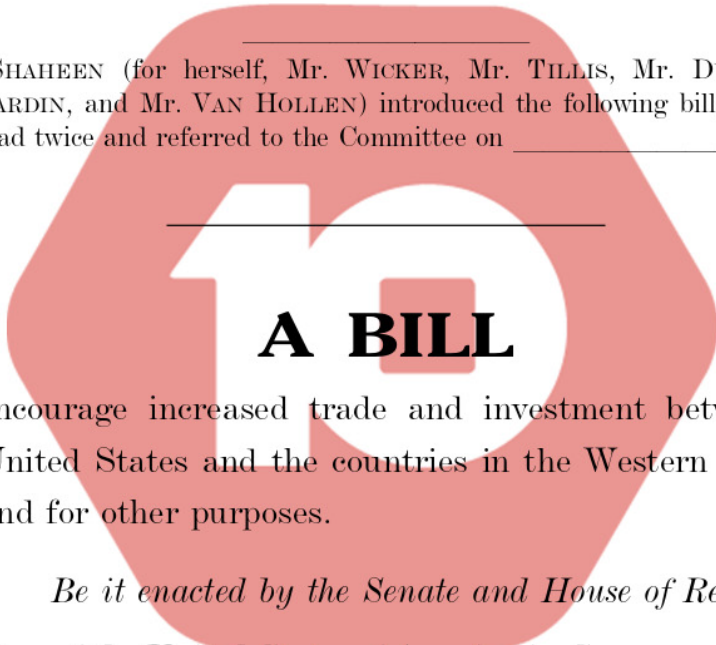 SHAHEEN (for herself, Mr. WICKER, Mr. TILLIS, Mr. D
ARDIN, and Mr. VAN HOLLEN) introduced the following bill
ad twice and referred to the Committee on
10
A BILL
ncourage increased trade and investment betw
United States and the countries in the Western
nd for other purposes.
Be it enacted by the Senate and House of Re